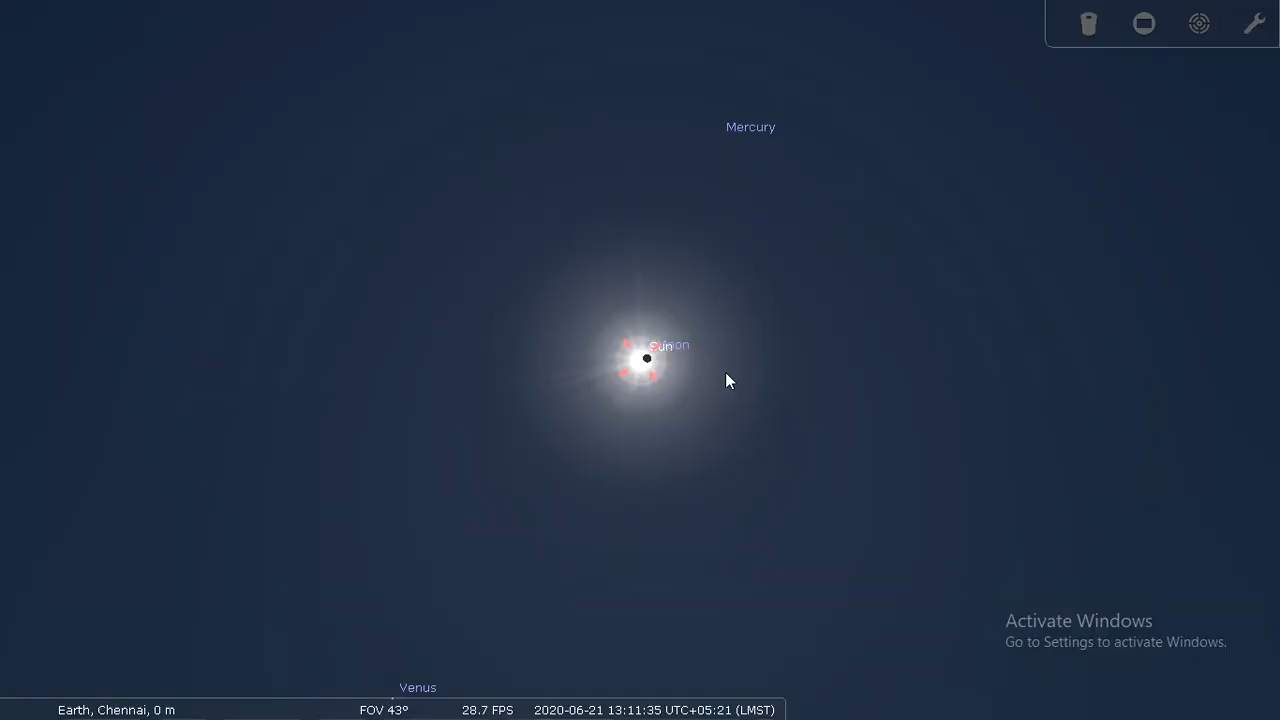 Mercury
Sun
Moon
Activate Windows
Go to Settings to activate Windows.
Venus
Earth, Chennai, 0 m FOV 43° 28.7 FPS 2020-06-21 13:11:35 UTC+05:21 (LMST)